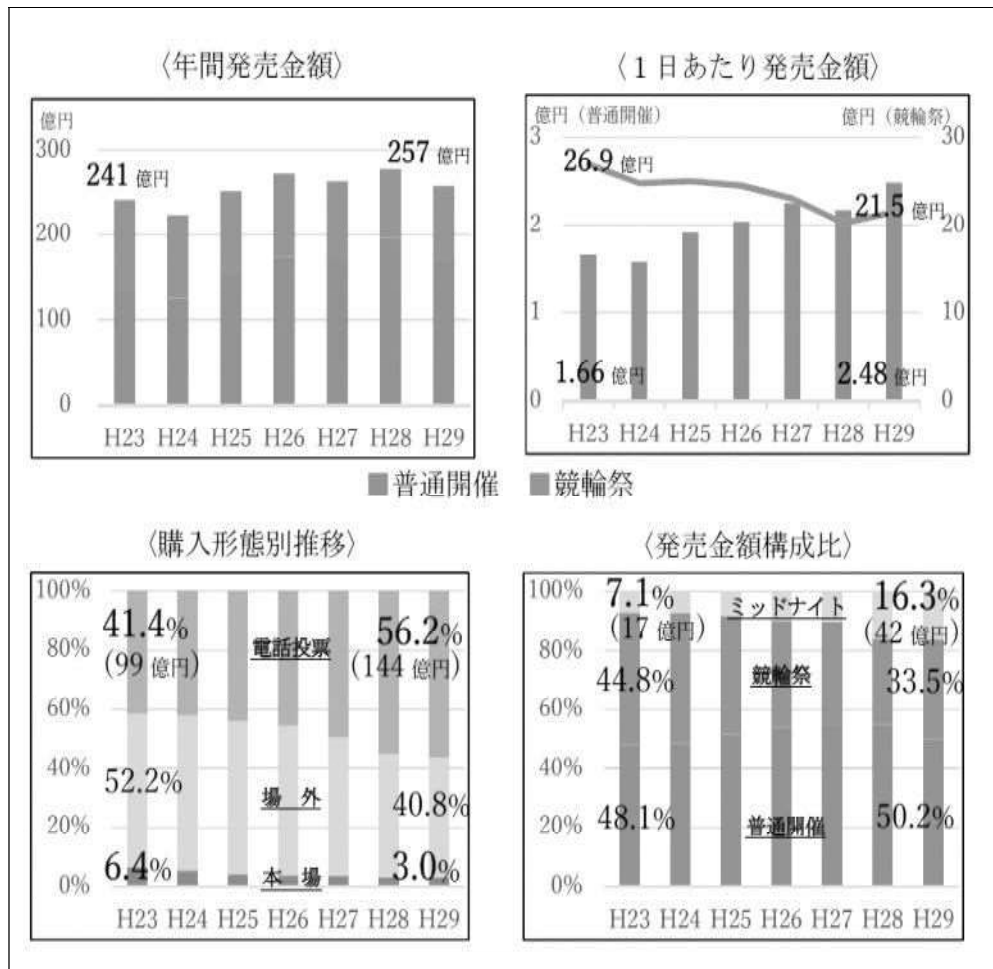 〈年間発売金額〉
億円
300
200
100
0
241 億円
257 億円
H23 H24 H25 H26 H27 H28 H29
〈１日あたり発売金額〉
億円（普通開催）
億円（競輪祭）
3
2
1
0
30
20
10
0
26.9 億円
21.5 億円
1.66 億円
2.48 億円
H23 H24 H25 H26 H27 H28 H29
■普通開催 ■競輪祭
〈購入形態別推移〉
100%
80%
60%
40%
20%
0%
41.4%
(99 億円)
電話投票
56.2%
(144 億円)
52.2%
場　外
40.8%
6.4%
本　場
3.0%
H23 H24 H25 H26 H27 H28 H29
〈発売金額構成比〉
100%
80%
60%
40%
20%
0%
7.1%
(17 億円)
ミッドナイト
16.3%
(42 億円)
44.8%
競輪祭
33.5%
48.1%
普通開催
50.2%
H23 H24 H25 H26 H27 H28 H29